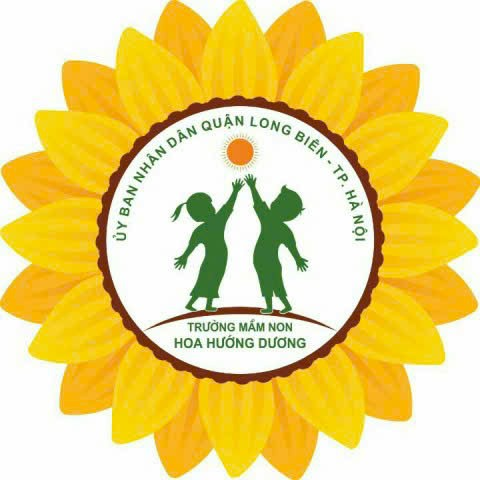 ỦY BAN NHÂN DÂN QUẬN LONG BIÊN - TP. HÀ NỘI
TRƯỜNG MẦM NON
HOA HƯỚNG DƯƠNG